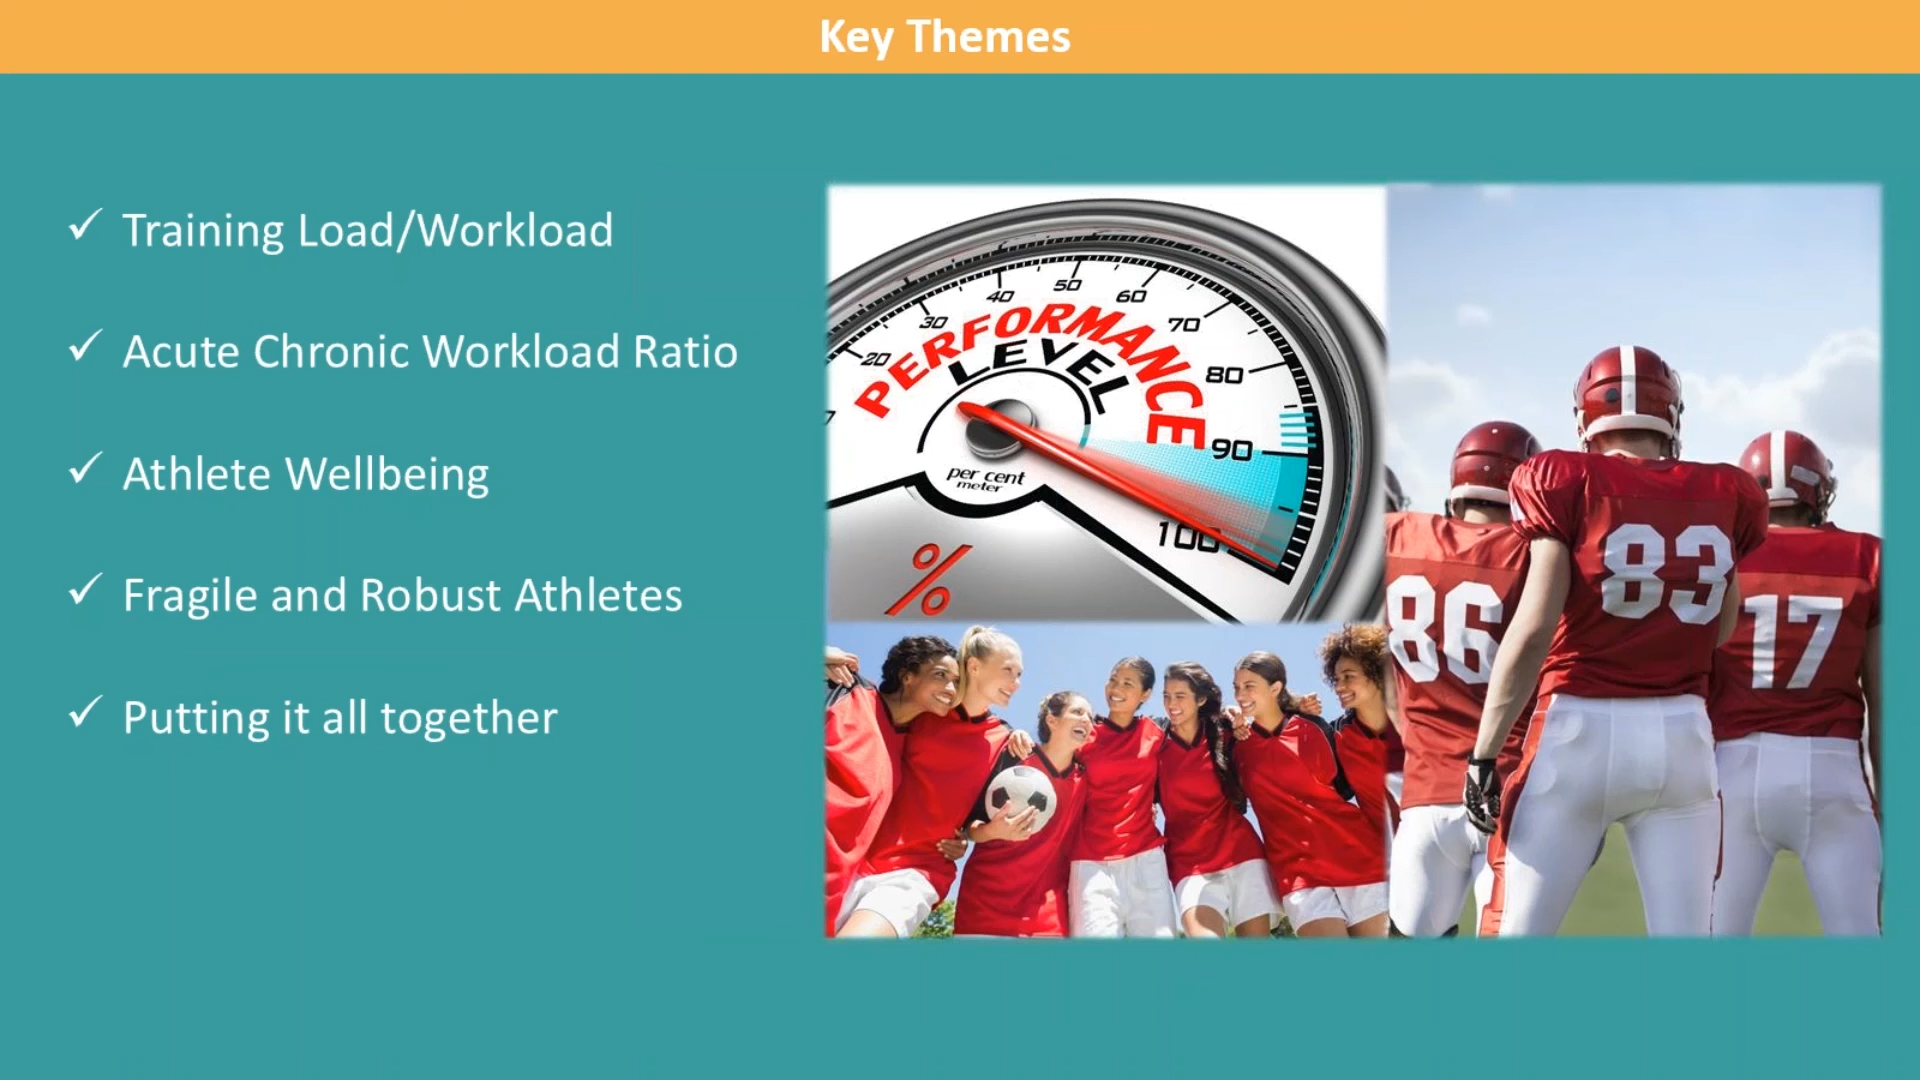 Key Themes
✓ Training Load/Workload
✓ Acute Chronic Workload Ratio
✓ Athlete Wellbeing
✓ Fragile and Robust Athletes
✓ Putting it all together
20 30 40 50 60 70 80 90 100
PERFORMANCE
LEVEL
per cent
meter
%
86 83 17